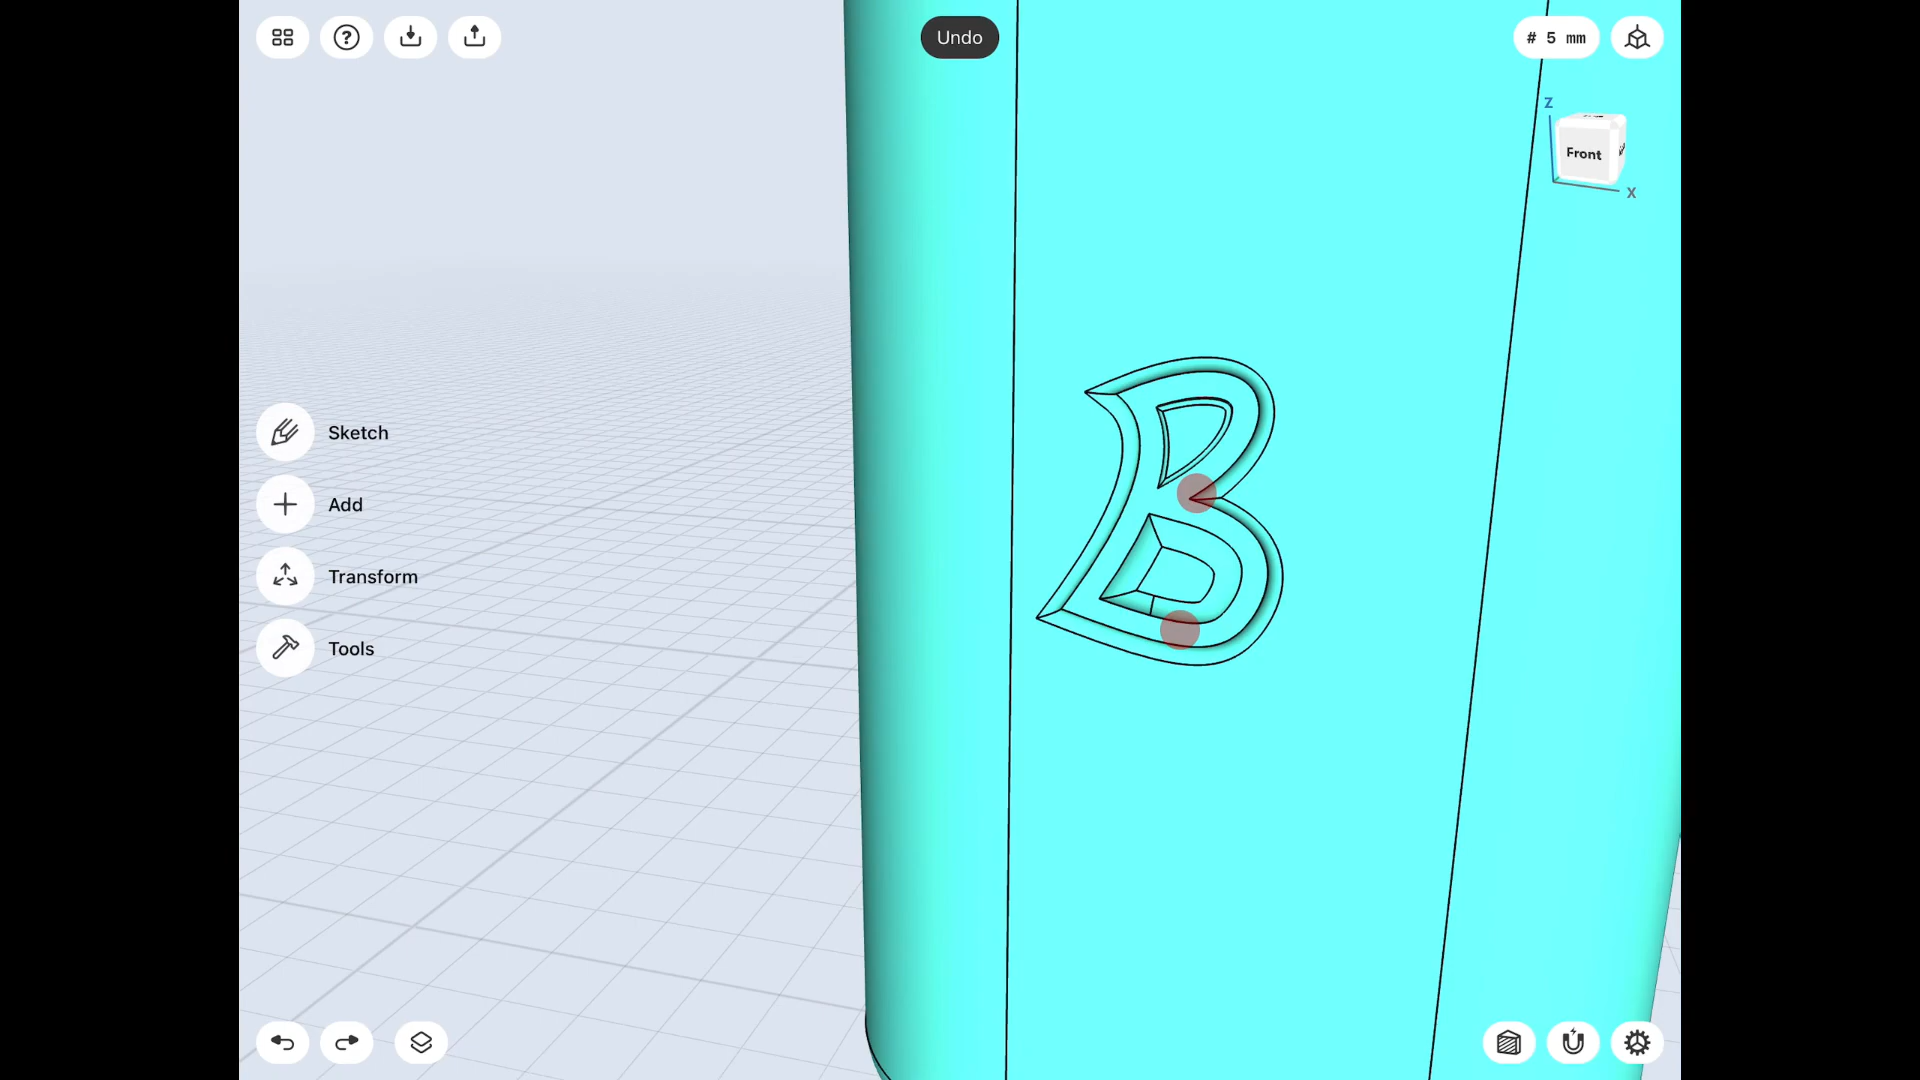 Undo
# 5 mm
Z
Front
X
Sketch
Add
Transform
Tools
B